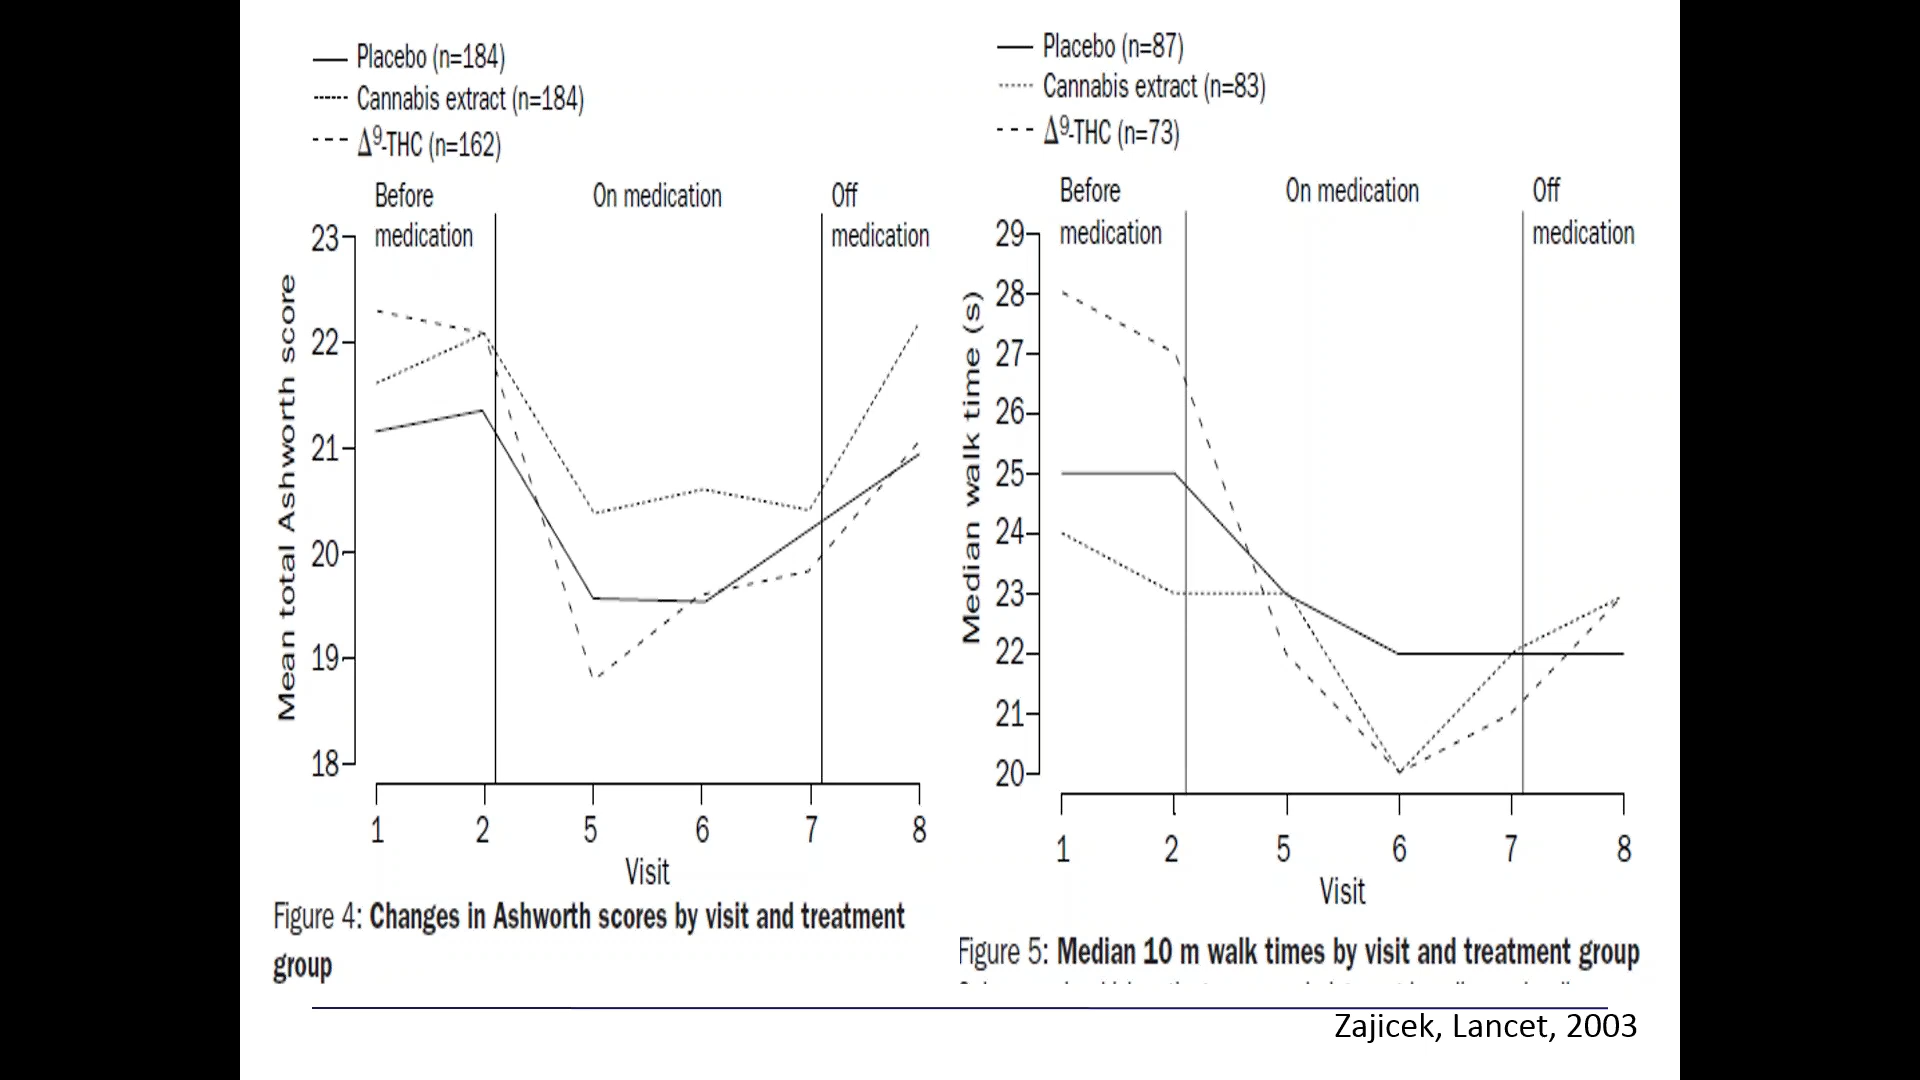 Placebo (n=184)
Cannabis extract (n=184)
Δ⁹-THC (n=162)
Before
medication
On medication
Off
medication
Mean total Ashworth score
23
22
21
20
19
18
1 2 5 6 7 8
Visit
Figure 4: Changes in Ashworth scores by visit and treatment
group
Placebo (n=87)
Cannabis extract (n=83)
Δ⁹-THC (n=73)
Before
medication
On medication
Off
medication
Median walk time (s)
29
28
27
26
25
24
23
22
21
20
1 2 5 6 7 8
Visit
Figure 5: Median 10 m walk times by visit and treatment group
Zajicek, Lancet, 2003